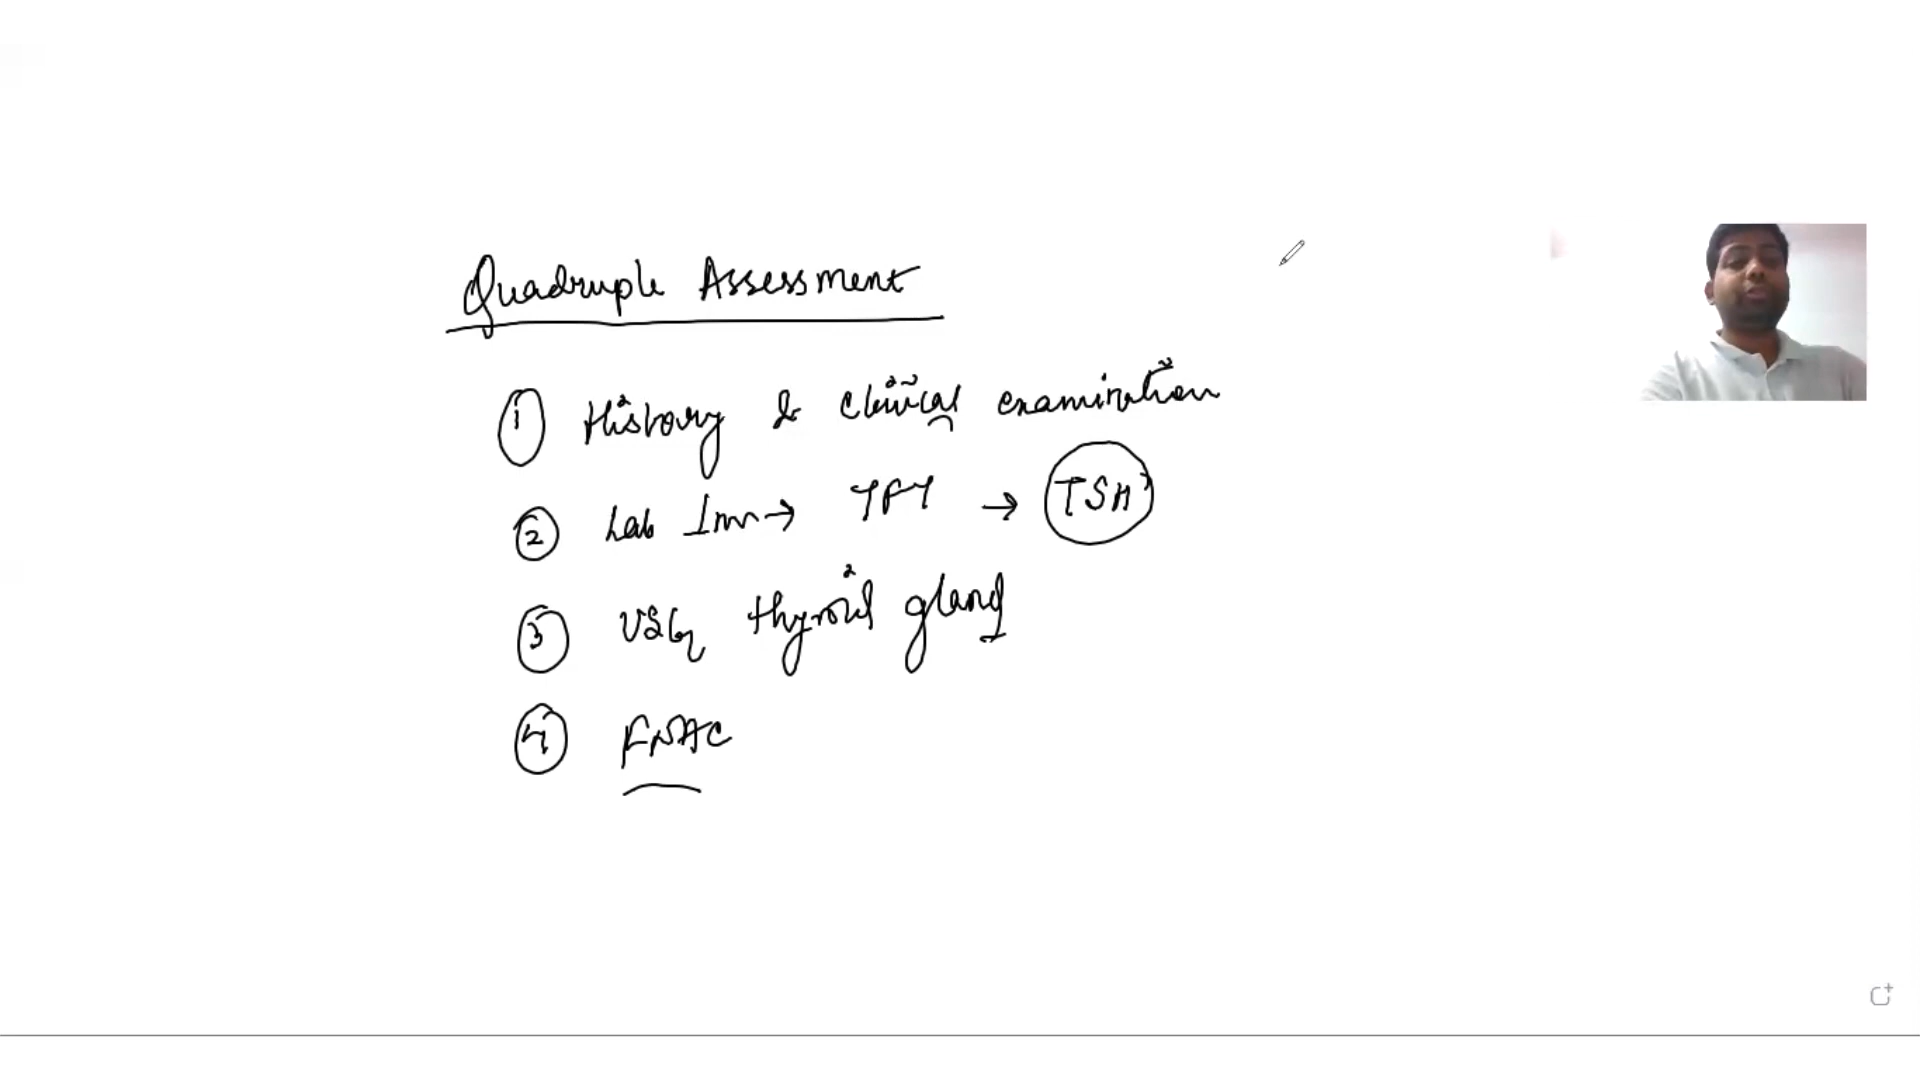 Quadruple Assessment
1 History & clinical examination
2 Lab Inv → TFT → TSH
3 USG thyroid gland
4 FNAC